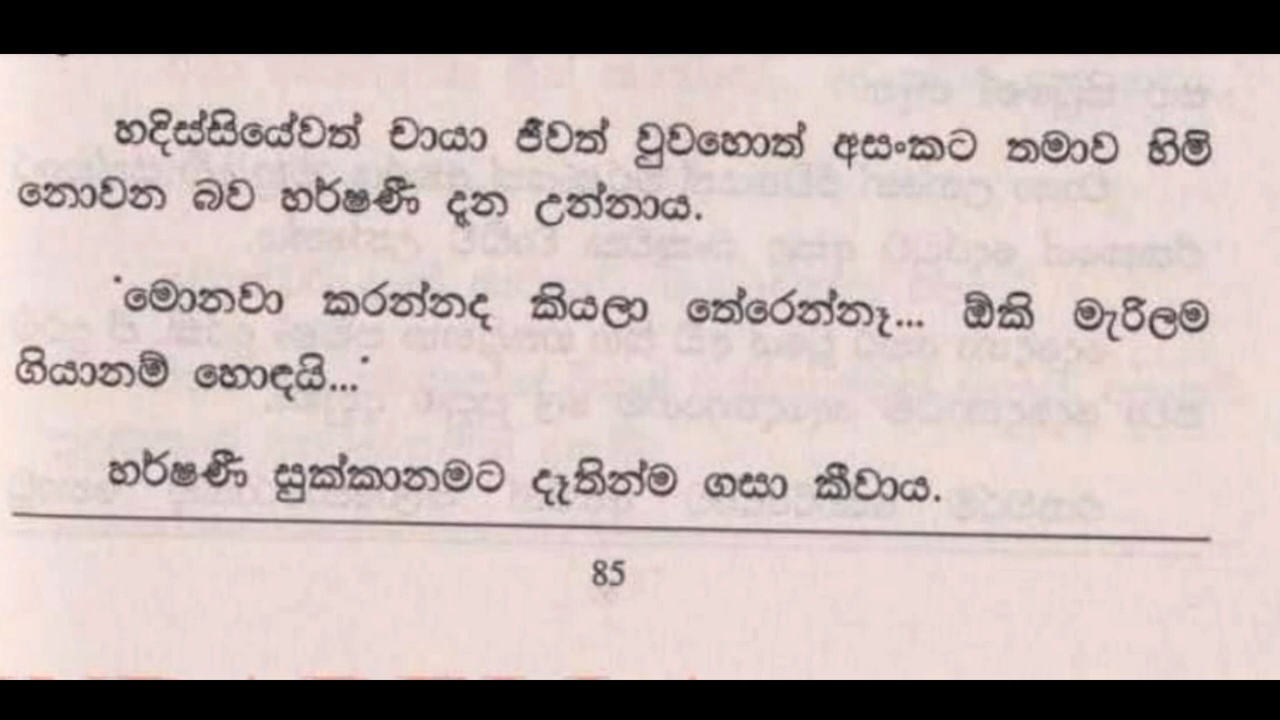 හදිස්සියේවත් චායා ජීවත් වුවහොත් අසංකට තමාව හිමි
නොවන බව හර්ෂණී දැන උන්නාය.
‘මොනවා කරන්නද කියලා තේරෙන්නෑ... ඕකි මැරිලම
ගියානම් හොඳයි...’
හර්ෂණී සුක්කානමට දෑතින්ම ගසා කීවාය.
85